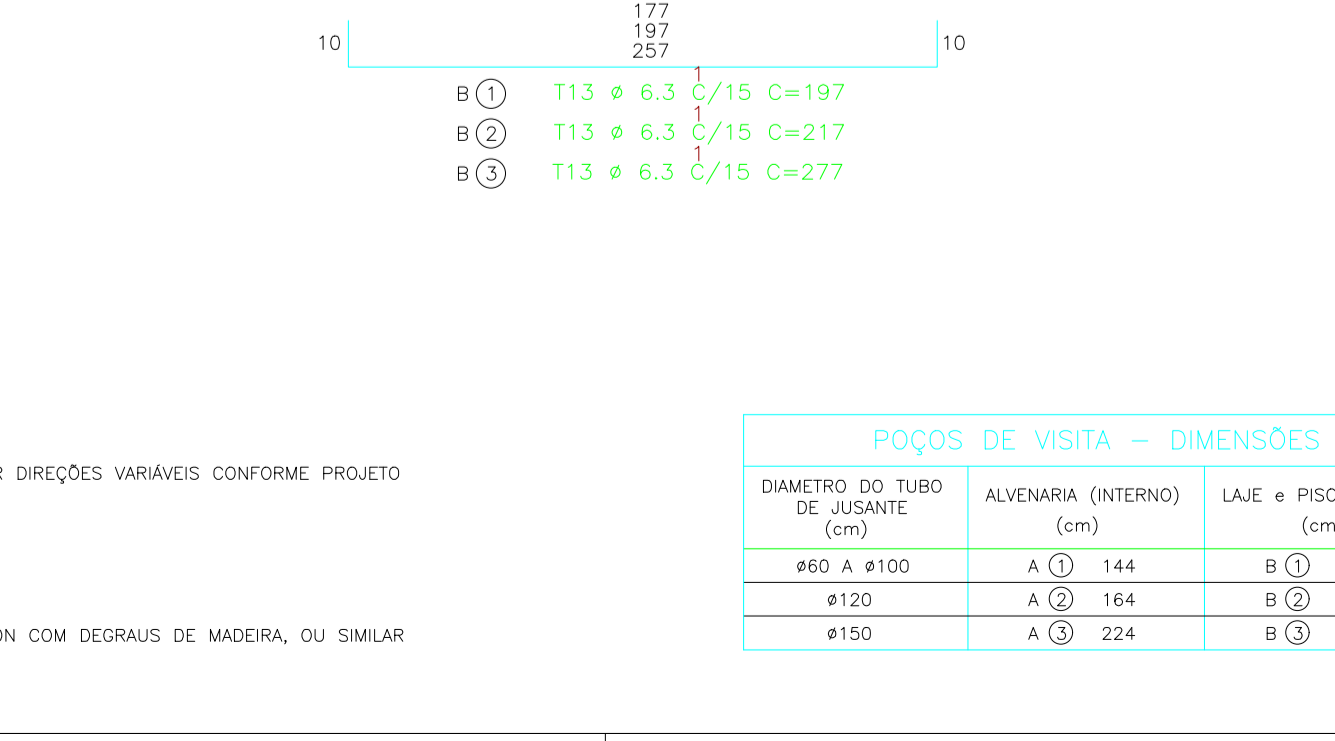 177
197
257
10
10
1
B 1 T13 ø 6.3 C/15 C=197
1
B 2 T13 ø 6.3 C/15 C=217
1
B 3 T13 ø 6.3 C/15 C=277
R DIREÇÕES VARIÁVEIS CONFORME PROJETO
ON COM DEGRAUS DE MADEIRA, OU SIMILAR
POÇOS DE VISITA – DIMENSÕES
DIAMETRO DO TUBO
DE JUSANTE
(cm)
ALVENARIA (INTERNO)
(cm)
LAJE e PISO
(cm
ø60 A ø100 A 1 144 B 1
ø120 A 2 164 B 2
ø150 A 3 224 B 3